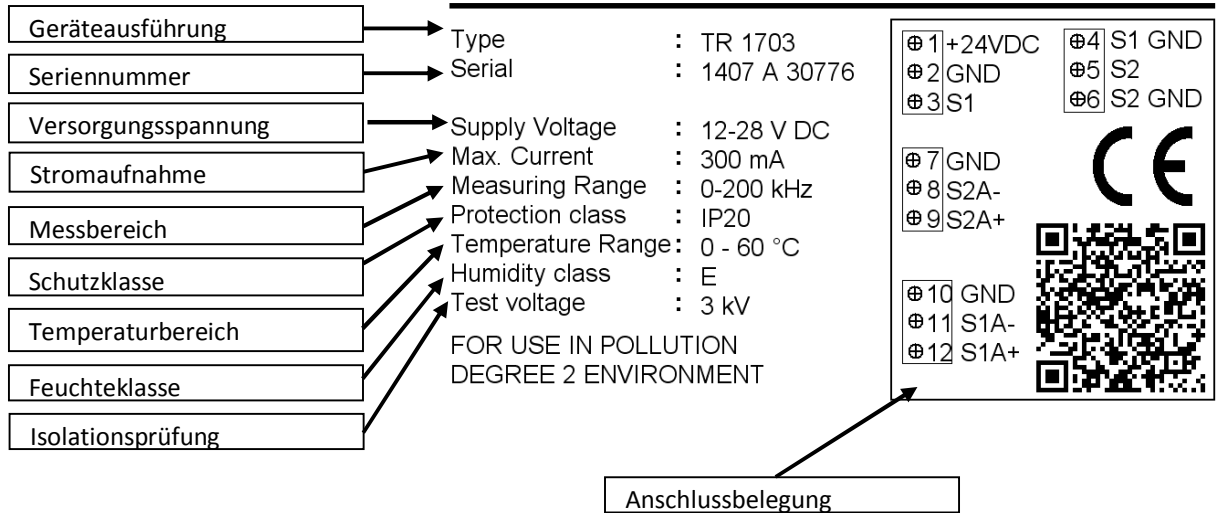 Geräteausführung
Seriennummer
Versorgungsspannung
Stromaufnahme
Messbereich
Schutzklasse
Temperaturbereich
Feuchteklasse
Isolationsprüfung
Type : TR 1703
Serial : 1407 A 30776
Supply Voltage : 12-28 V DC
Max. Current : 300 mA
Measuring Range : 0-200 kHz
Protection class : IP20
Temperature Range : 0 - 60 °C
Humidity class : E
Test voltage : 3 kV
FOR USE IN POLLUTION
DEGREE 2 ENVIRONMENT
1 +24VDC
2 GND
3 S1
4 S1 GND
5 S2
6 S2 GND
7 GND
8 S2A-
9 S2A+
10 GND
11 S1A-
12 S1A+
CE
Anschlussbelegung